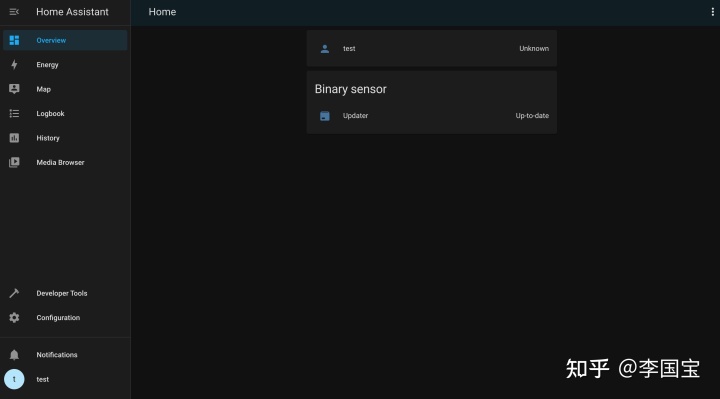 Home Assistant
Home
Overview
Energy
Map
Logbook
History
Media Browser
Developer Tools
Configuration
Notifications
t
test
test Unknown
Binary sensor
Updater Up-to-date
知乎 @李国宝